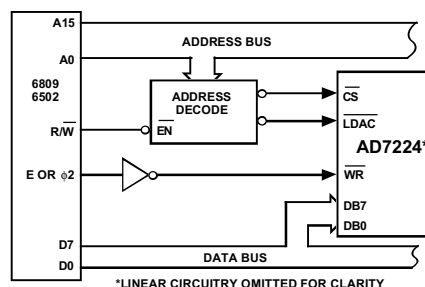 A15
ADDRESS BUS
A0
6809
6502
ADDRESS
DECODE
CS
R/W
EN
LDAC
AD7224*
E OR ϕ2
WR
DB7
DB0
D7
DATA BUS
D0
*LINEAR CIRCUITRY OMITTED FOR CLARITY